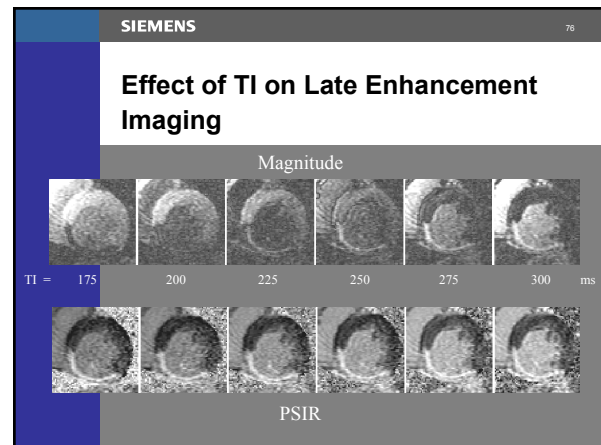 SIEMENS 76
Effect of TI on Late Enhancement
Imaging
Magnitude
TI = 175 200 225 250 275 300 ms
PSIR